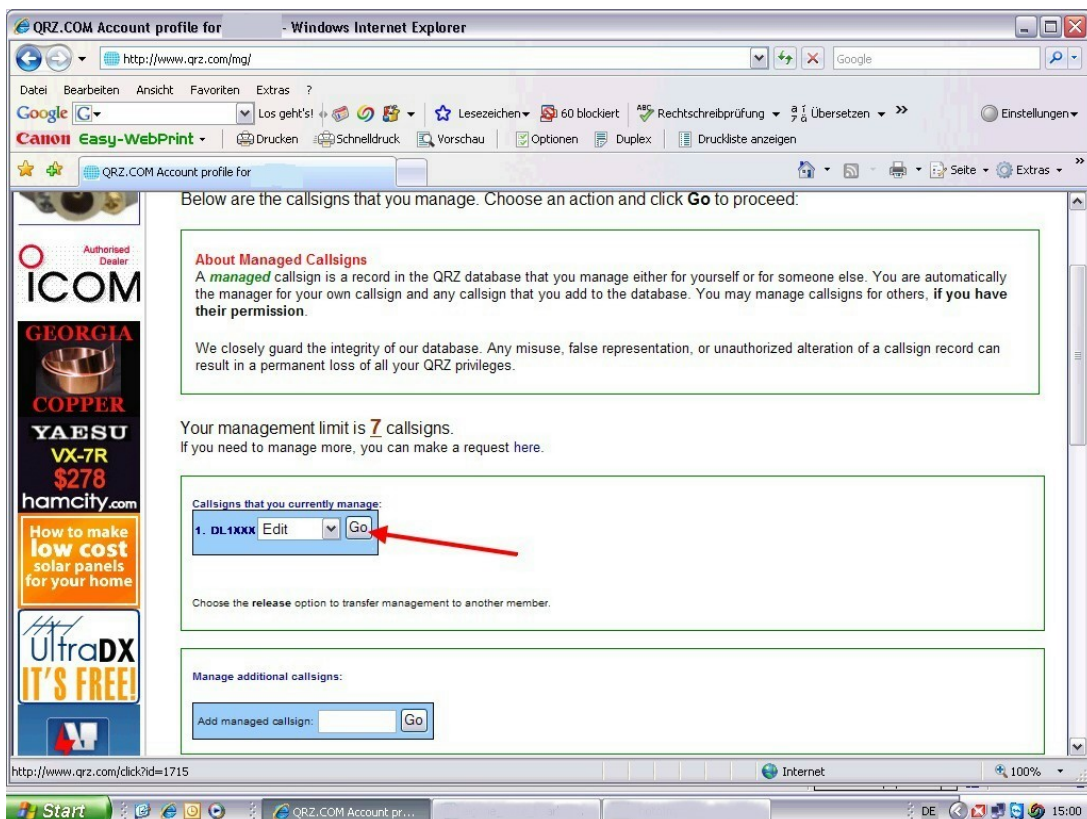 QRZ.COM Account profile for - Windows Internet Explorer
http://www.qrz.com/mg/
Google
Datei Bearbeiten Ansicht Favoriten Extras ?
Google G Los geht's! Lesezeichen 60 blockiert Rechtschreibprüfung Übersetzen >> Einstellungen
Canon Easy-WebPrint Drucken Schnelldruck Vorschau Optionen Duplex Druckliste anzeigen
QRZ.COM Account profile for Seite Extras >>
Below are the callsigns that you manage. Choose an action and click Go to proceed:
About Managed Callsigns
A managed callsign is a record in the QRZ database that you manage either for yourself or for someone else. You are automatically
the manager for your own callsign and any callsign that you add to the database. You may manage callsigns for others, if you have
their permission.
We closely guard the integrity of our database. Any misuse, false representation, or unauthorized alteration of a callsign record can
result in a permanent loss of all your QRZ privileges.
Your management limit is 7 callsigns.
If you need to manage more, you can make a request here.
Callsigns that you currently manage:
1. DL1XXX Edit Go
Choose the release option to transfer management to another member.
Manage additional callsigns:
Add managed callsign: Go
Authorised
Dealer
ICOM
GEORGIA
COPPER
YAESU
VX-7R
$278
hamcity.com
How to make
low cost
solar panels
for your home
UltraDX
IT'S FREE!
http://www.qrz.com/click?id=1715 Internet 100%
Start QRZ.COM Account pr... DE 15:00